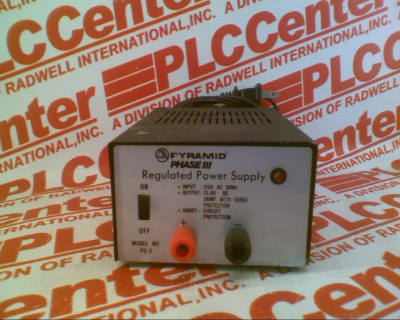 PLCCenter
A DIVISION OF RADWELL INTERNATIONAL, INC.
PYRAMID®
PHASE III
Regulated Power Supply
ON
OFF
• INPUT - 115V AC 60Hz
• OUTPUT: 13.8V DC
3AMP WITH SURGE
PROTECTION
• SHORT-CIRCUIT
PROTECTION
+
MODEL NO:
PS-3